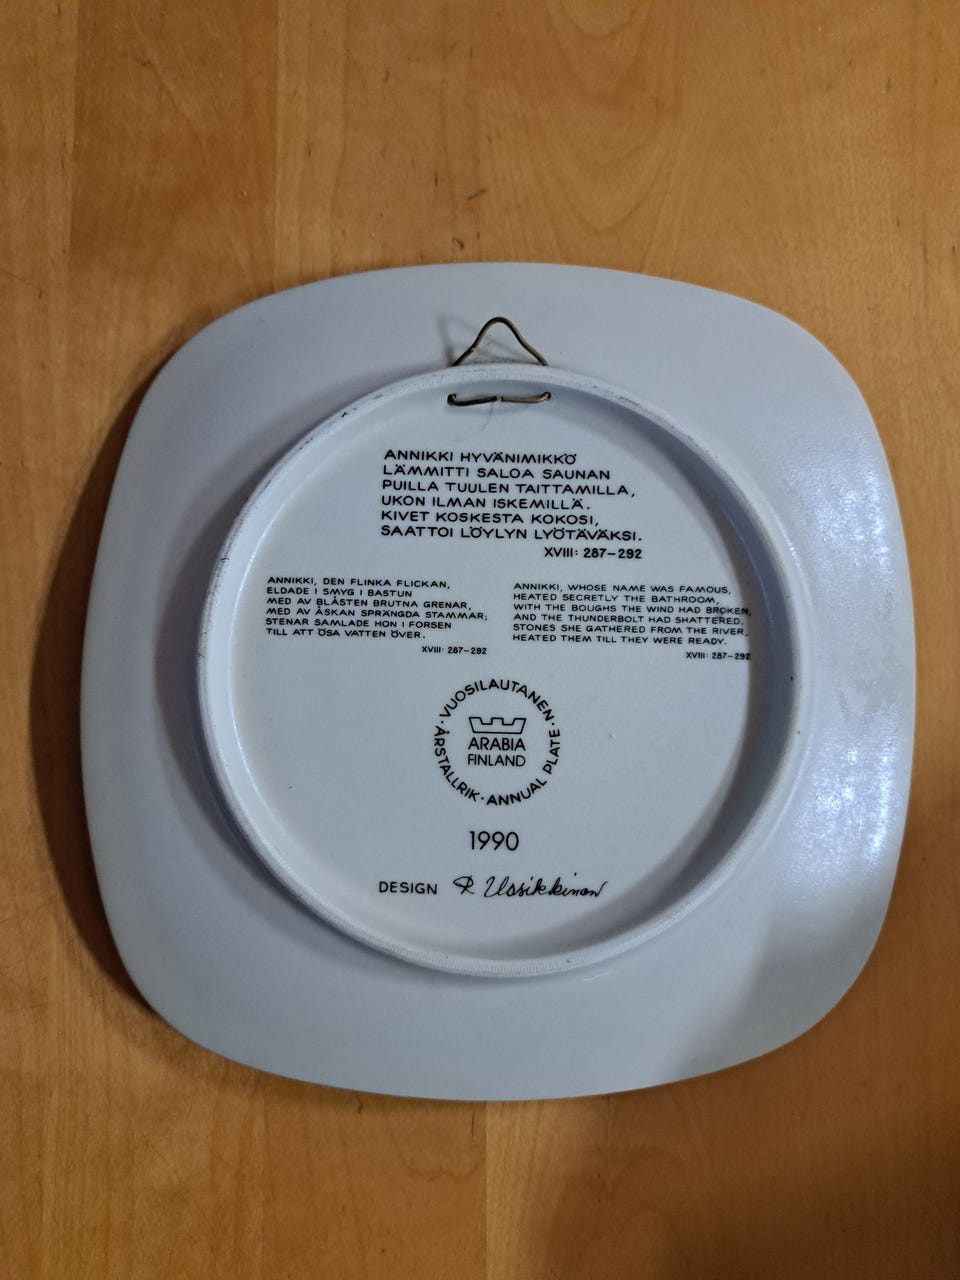 ANNIKKI HYVÄNIMIKKÖ
LÄMMITTI SALOA SAUNAN
PUILLA TUULEN TAITTAMILLA,
UKON ILMAN ISKEMILLÄ.
KIVET KOSKESTA KOKOSI,
SAATTOI LÖYLYN LYÖTÄVÄKSI.
XVIII: 287–292
ANNIKKI, DEN FLINKA FLICKAN,
ELDADE I SMYG I BASTUN
MED AV BLÅSTEN BRUTNA GRENAR,
MED AV ÅSKAN SPRÄNGDA STAMMAR;
STENAR SAMLADE HON I FORSEN
TILL ATT ÖSA VATTEN ÖVER.
XVIII: 287–292
ANNIKKI, WHOSE NAME WAS FAMOUS,
HEATED SECRETLY THE BATHROOM,
WITH THE BOUGHS THE WIND HAD BROKEN,
AND THE THUNDERBOLT HAD SHATTERED.
STONES SHE GATHERED FROM THE RIVER,
HEATED THEM TILL THEY WERE READY.
XVIII: 287–292
· VUOSILAUTANEN ·
ANNUAL PLATE ·
ÅRSTALLRIK
ARABIA
FINLAND
1990
DESIGN R Uosikkinen